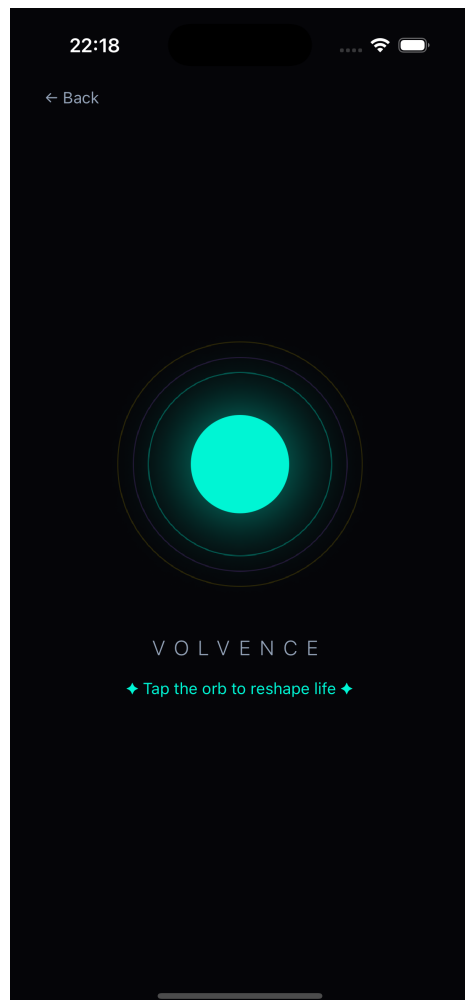 22:18
← Back
VOLVENCE
✦ Tap the orb to reshape life ✦